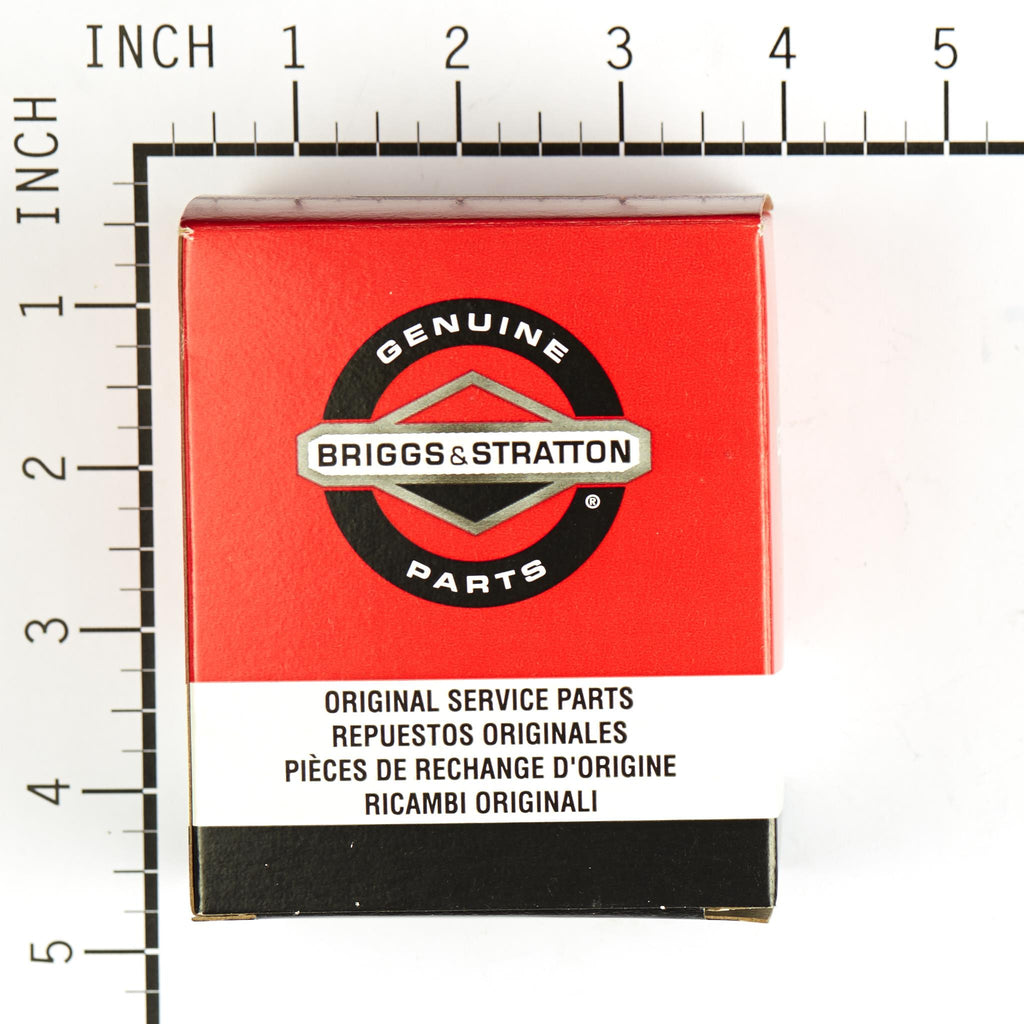 INCH 1 2 3 4 5
INCH 1 2 3 4 5
GENUINE
BRIGGS&STRATTON
®
PARTS
ORIGINAL SERVICE PARTS
REPUESTOS ORIGINALES
PIÈCES DE RECHANGE D'ORIGINE
RICAMBI ORIGINALI